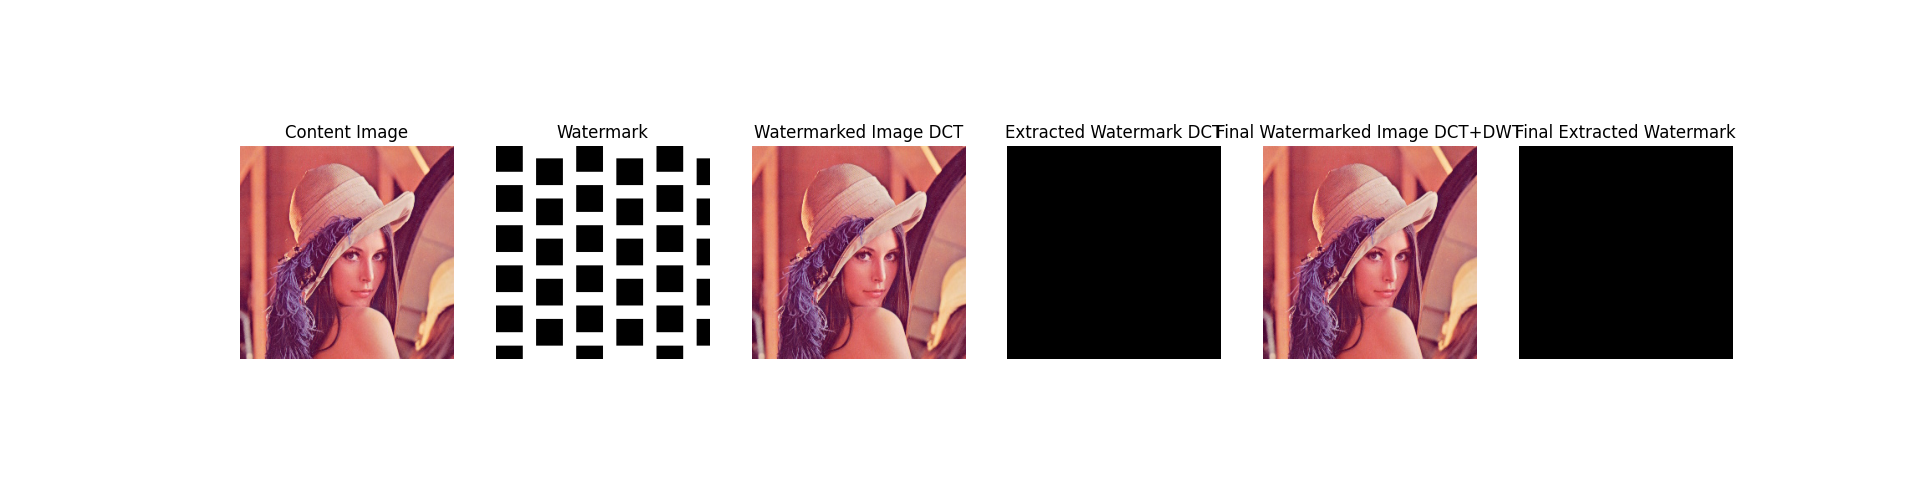 Content Image
Watermark
Watermarked Image DCT
Extracted Watermark DCT
Final Watermarked Image DCT+DWT
Final Extracted Watermark